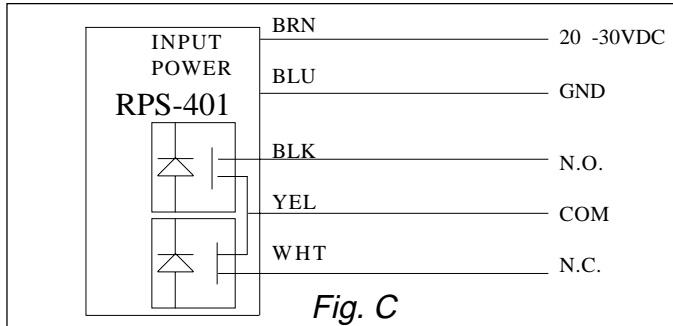 BRN
20 -30VDC
INPUT
POWER
BLU
GND
RPS-401
BLK
N.O.
YEL
COM
WHT
N.C.
Fig. C